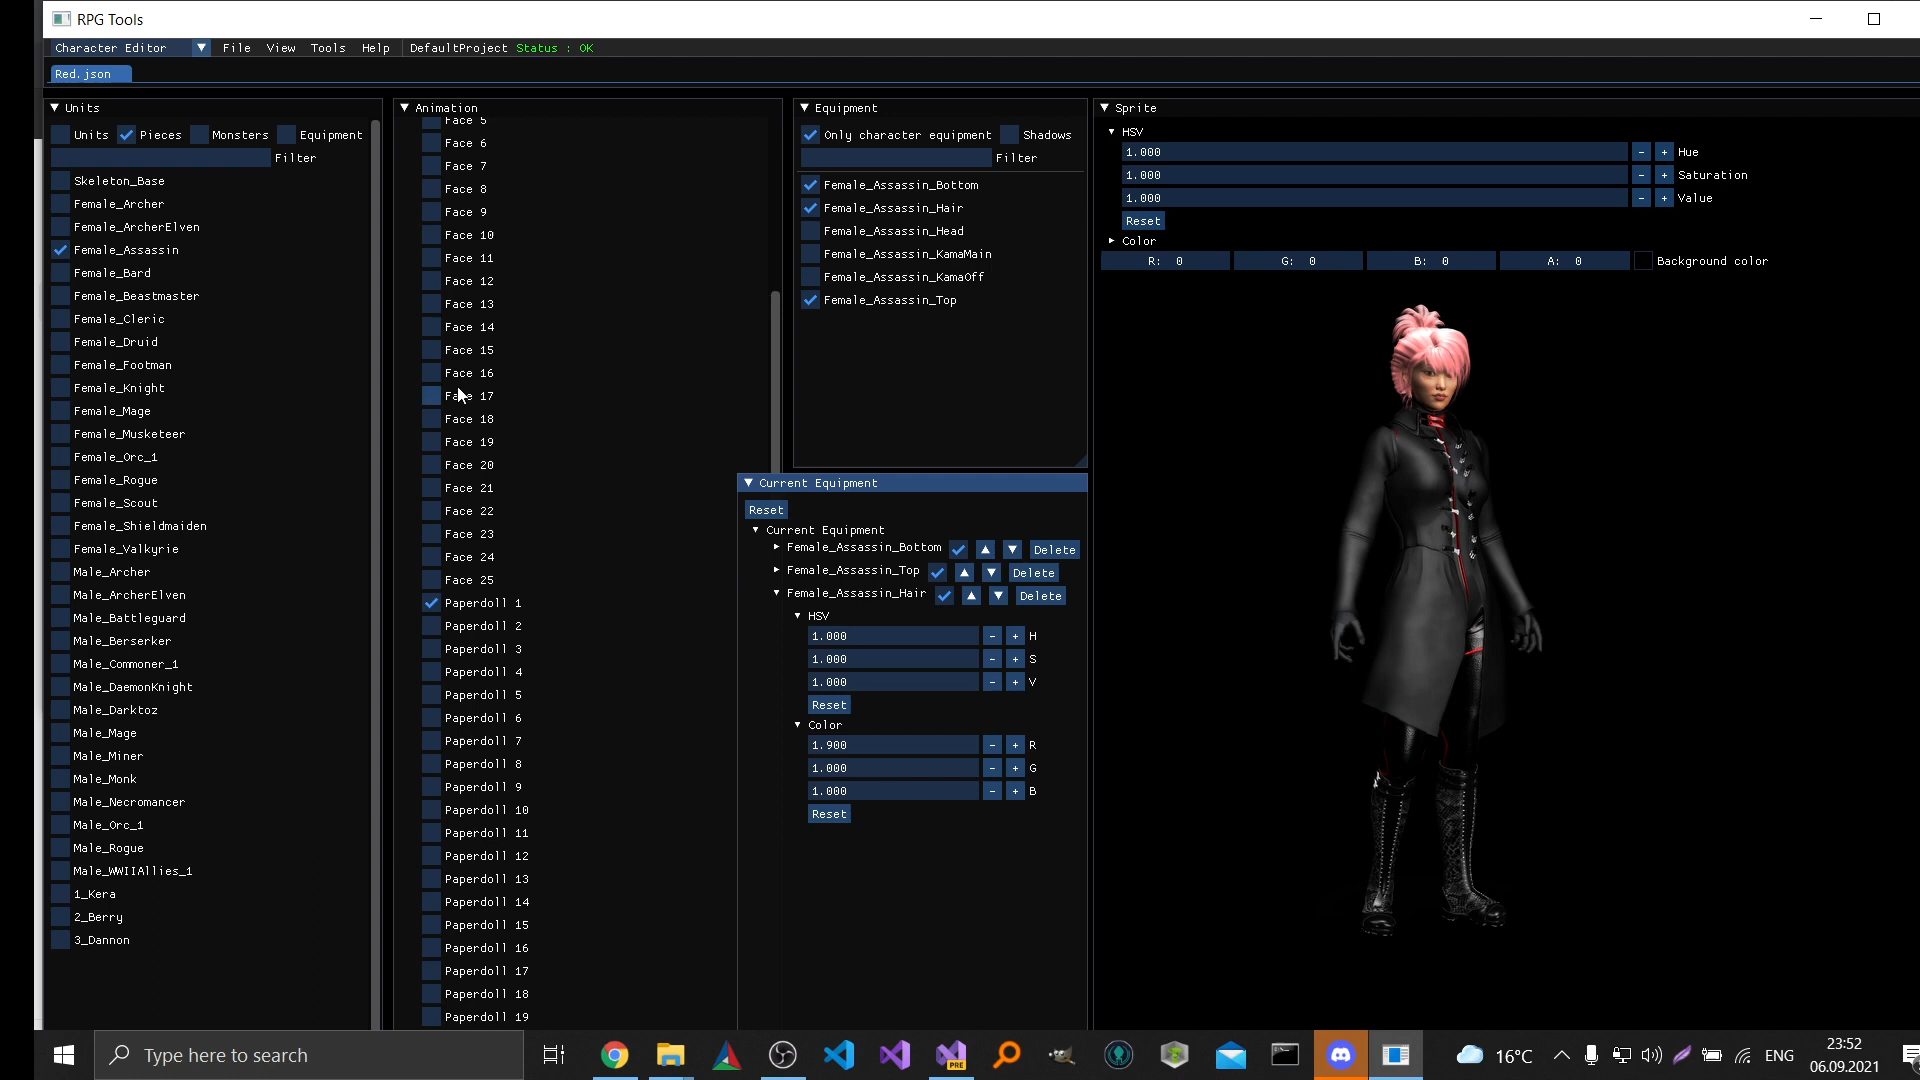 RPG Tools
Character Editor File View Tools Help DefaultProject Status : OK
Red.json
Units
Units Pieces Monsters Equipment
Filter
Skeleton_Base
Female_Archer
Female_ArcherElven
Female_Assassin
Female_Bard
Female_Beastmaster
Female_Cleric
Female_Druid
Female_Footman
Female_Knight
Female_Mage
Female_Musketeer
Female_Orc_1
Female_Rogue
Female_Scout
Female_Shieldmaiden
Female_Valkyrie
Male_Archer
Male_ArcherElven
Male_Battleguard
Male_Berserker
Male_Commoner_1
Male_DaemonKnight
Male_Darktoz
Male_Mage
Male_Miner
Male_Monk
Male_Necromancer
Male_Orc_1
Male_Rogue
Male_WWIIAllies_1
1_Kera
2_Berry
3_Dannon
Animation
Face 5
Face 6
Face 7
Face 8
Face 9
Face 10
Face 11
Face 12
Face 13
Face 14
Face 15
Face 16
Face 17
Face 18
Face 19
Face 20
Face 21
Face 22
Face 23
Face 24
Face 25
Paperdoll 1
Paperdoll 2
Paperdoll 3
Paperdoll 4
Paperdoll 5
Paperdoll 6
Paperdoll 7
Paperdoll 8
Paperdoll 9
Paperdoll 10
Paperdoll 11
Paperdoll 12
Paperdoll 13
Paperdoll 14
Paperdoll 15
Paperdoll 16
Paperdoll 17
Paperdoll 18
Paperdoll 19
Equipment
Only character equipment Shadows
Filter
Female_Assassin_Bottom
Female_Assassin_Hair
Female_Assassin_Head
Female_Assassin_KamaMain
Female_Assassin_KamaOff
Female_Assassin_Top
Current Equipment
Reset
Current Equipment
Female_Assassin_Bottom Delete
Female_Assassin_Top Delete
Female_Assassin_Hair Delete
HSV
1.000 - + H
1.000 - + S
1.000 - + V
Reset
Color
1.900 - + R
1.000 - + G
1.000 - + B
Reset
Sprite
HSV
1.000 - + Hue
1.000 - + Saturation
1.000 - + Value
Reset
Color
R: 0 G: 0 B: 0 A: 0 Background color
Type here to search
PRE
16°C
ENG
23:52
06.09.2021